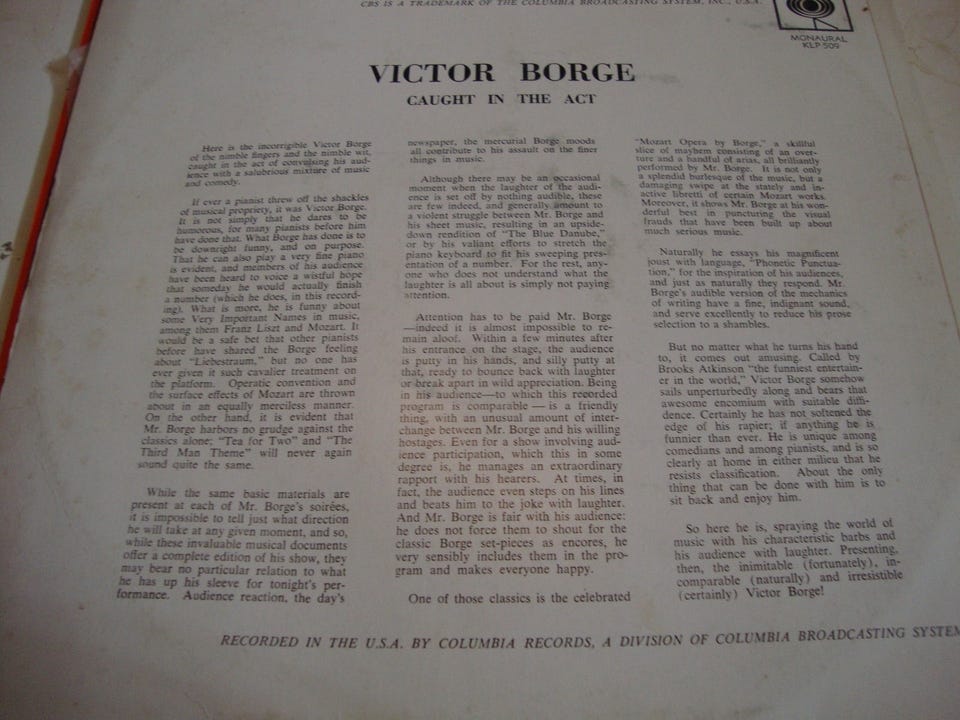 CBS IS A TRADEMARK OF THE COLUMBIA BROADCASTING SYSTEM, INC., U.S.A.
MONAURAL
KLP 509
VICTOR BORGE
CAUGHT IN THE ACT
Here is the incorrigible Victor Borge
of the nimble fingers and the nimble wit,
caught in the act of convulsing his aud-
ience with a salubrious mixture of music
and comedy.
If ever a pianist threw off the shackles
of musical propriety, it was Victor Borge.
It is not simply that he dares to be
humorous, for many pianists before him
have done that. What Borge has done is to
be downright funny, and on purpose.
That he can also play a very fine piano
is evident, and members of his audience
have been heard to voice a wistful hope
that someday he would actually finish
a number (which he does, in this record-
ing). What is more, he is funny about
some Very Important Names in music,
among them Franz Liszt and Mozart. It
would be a safe bet that other pianists
before have shared the Borge feeling
about "Liebestraum," but no one has
ever given it such cavalier treatment on
the platform. Operatic convention and
the surface effects of Mozart are thrown
about in an equally merciless manner.
On the other hand, it is evident that
Mr. Borge harbors no grudge against the
classics alone; "Tea for Two" and "The
Third Man Theme" will never again
sound quite the same.
While the same basic materials are
present at each of Mr. Borge's soirées,
it is impossible to tell just what direction
he will take at any given moment, and so,
while these invaluable musical documents
offer a complete edition of his show, they
may bear no particular relation to what
he has up his sleeve for tonight's per-
formance. Audience reaction, the day's
newspaper, the mercurial Borge moods
all contribute to his assault on the finer
things in music.
Although there may be an occasional
moment when the laughter of the audi-
ence is set off by nothing audible, these
are few indeed, and generally amount to
a violent struggle between Mr. Borge and
his sheet music, resulting in an upside-
down rendition of "The Blue Danube,"
or by his valiant efforts to stretch the
piano keyboard to fit his sweeping pres-
entation of a number. For the rest, any-
one who does not understand what the
laughter is all about is simply not paying
attention.
Attention has to be paid Mr. Borge
—indeed it is almost impossible to re-
main aloof. Within a few minutes after
his entrance on the stage, the audience
is putty in his hands, and silly putty at
that, ready to bounce back with laughter
or break apart in wild appreciation. Being
in his audience—to which this recorded
program is comparable — is a friendly
thing, with an unusual amount of inter-
change between Mr. Borge and his willing
hostages. Even for a show involving aud-
ience participation, which this in some
degree is, he manages an extraordinary
rapport with his hearers. At times, in
fact, the audience even steps on his lines
and beats him to the joke with laughter.
And Mr. Borge is fair with his audience:
he does not force them to shout for the
classic Borge set-pieces as encores, he
very sensibly includes them in the pro-
gram and makes everyone happy.
One of those classics is the celebrated
"Mozart Opera by Borge," a skillful
slice of mayhem consisting of an over-
ture and a handful of arias, all brilliantly
performed by Mr. Borge. It is not only
a splendid burlesque of the music, but a
damaging swipe at the stately and in-
active libretti of certain Mozart works.
Moreover, it shows Mr. Borge at his won-
derful best in puncturing the visual
frauds that have been built up about
much serious music.
Naturally he essays his magnificent
joust with language, "Phonetic Punctua-
tion," for the inspiration of his audiences,
and just as naturally they respond. Mr.
Borge's audible version of the mechanics
of writing have a fine, indignant sound,
and serve excellently to reduce his prose
selection to a shambles.
But no matter what he turns his hand
to, it comes out amusing. Called by
Brooks Atkinson "the funniest entertain-
er in the world," Victor Borge somehow
sails unperturbedly along and bears that
awesome encomium with suitable diffi-
dence. Certainly he has not softened the
edge of his rapier; if anything he is
funnier than ever. He is unique among
comedians and among pianists, and is so
clearly at home in either milieu that he
resists classification. About the only
thing that can be done with him is to
sit back and enjoy him.
So here he is, spraying the world of
music with his characteristic barbs and
his audience with laughter. Presenting,
then, the inimitable (fortunately), in-
comparable (naturally) and irresistible
(certainly) Victor Borge!
RECORDED IN THE U.S.A. BY COLUMBIA RECORDS, A DIVISION OF COLUMBIA BROADCASTING SYSTEM